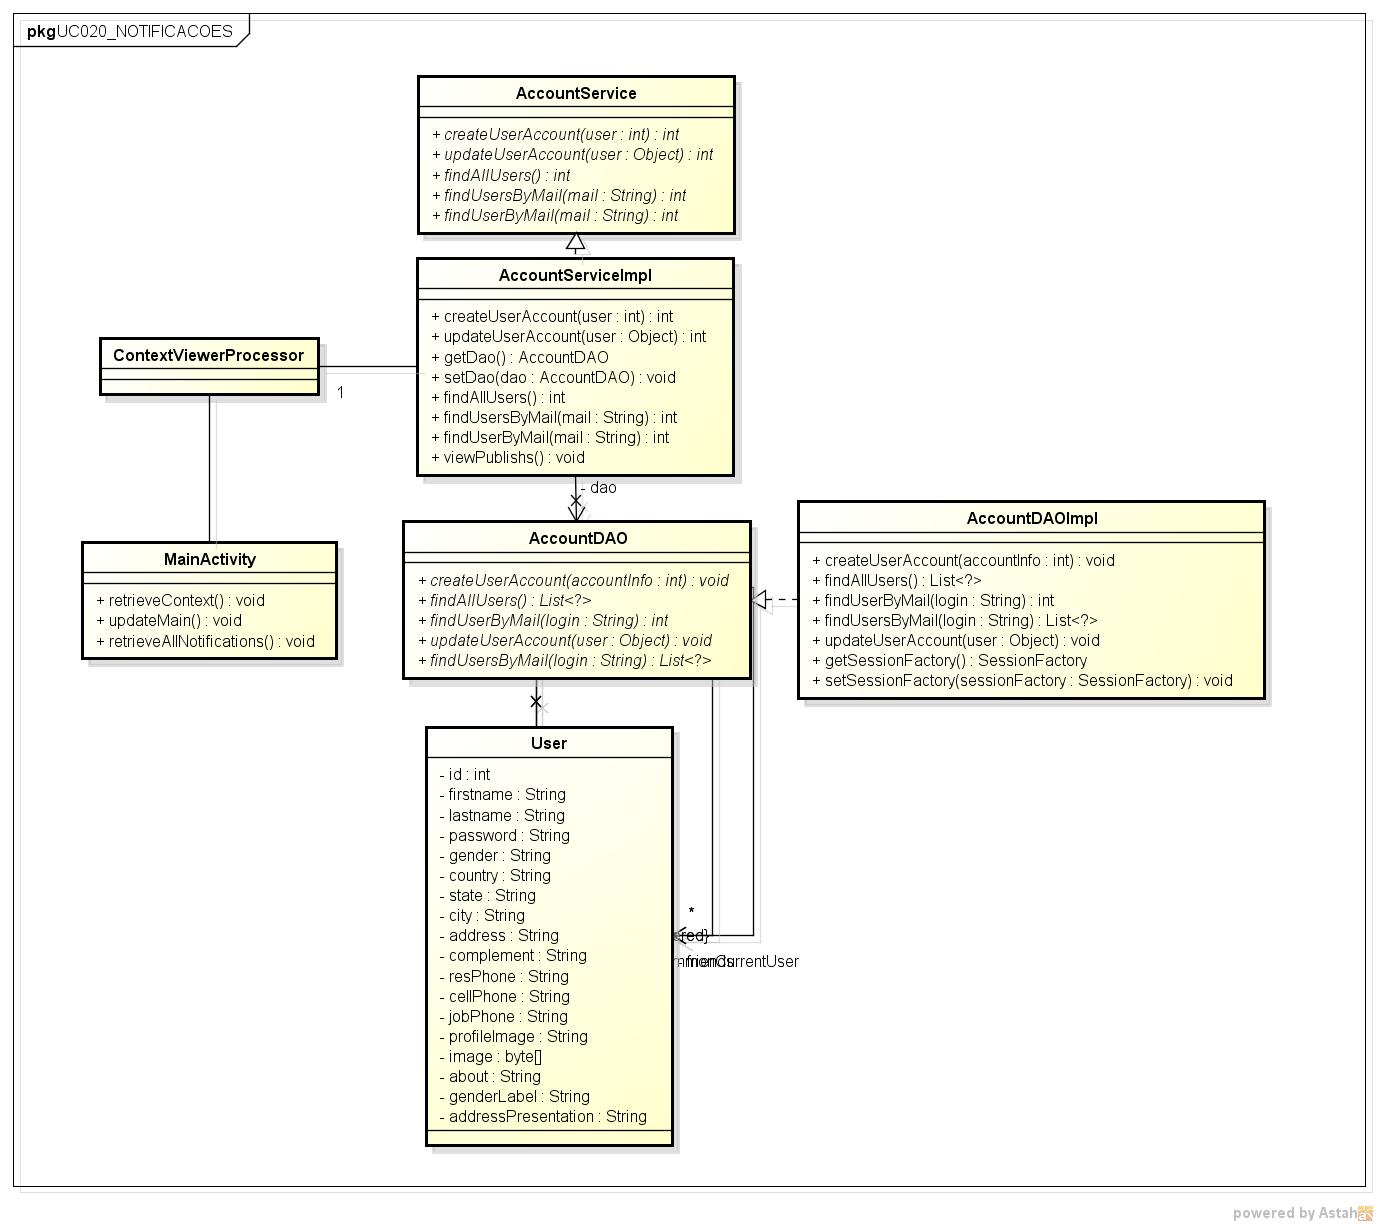 pkg UC020_NOTIFICACOES
AccountService
+ createUserAccount(user : int) : int
+ updateUserAccount(user : Object) : int
+ findAllUsers() : int
+ findUsersByMail(mail : String) : int
+ findUserByMail(mail : String) : int
AccountServiceImpl
+ createUserAccount(user : int) : int
+ updateUserAccount(user : Object) : int
+ getDao() : AccountDAO
+ setDao(dao : AccountDAO) : void
+ findAllUsers() : int
+ findUsersByMail(mail : String) : int
+ findUserByMail(mail : String) : int
+ viewPublishs() : void
ContextViewerProcessor
1
MainActivity
+ retrieveContext() : void
+ updateMain() : void
+ retrieveAllNotifications() : void
- dao
AccountDAO
+ createUserAccount(accountInfo : int) : void
+ findAllUsers() : List<?>
+ findUserByMail(login : String) : int
+ updateUserAccount(user : Object) : void
+ findUsersByMail(login : String) : List<?>
AccountDAOImpl
+ createUserAccount(accountInfo : int) : void
+ findAllUsers() : List<?>
+ findUserByMail(login : String) : int
+ findUsersByMail(login : String) : List<?>
+ updateUserAccount(user : Object) : void
+ getSessionFactory() : SessionFactory
+ setSessionFactory(sessionFactory : SessionFactory) : void
User
- id : int
- firstname : String
- lastname : String
- password : String
- gender : String
- country : String
- state : String
- city : String
- address : String
- complement : String
- resPhone : String
- cellPhone : String
- jobPhone : String
- profileImage : String
- image : byte[]
- about : String
- genderLabel : String
- addressPresentation : String
*
red}
CurrentUser
powered by Astah